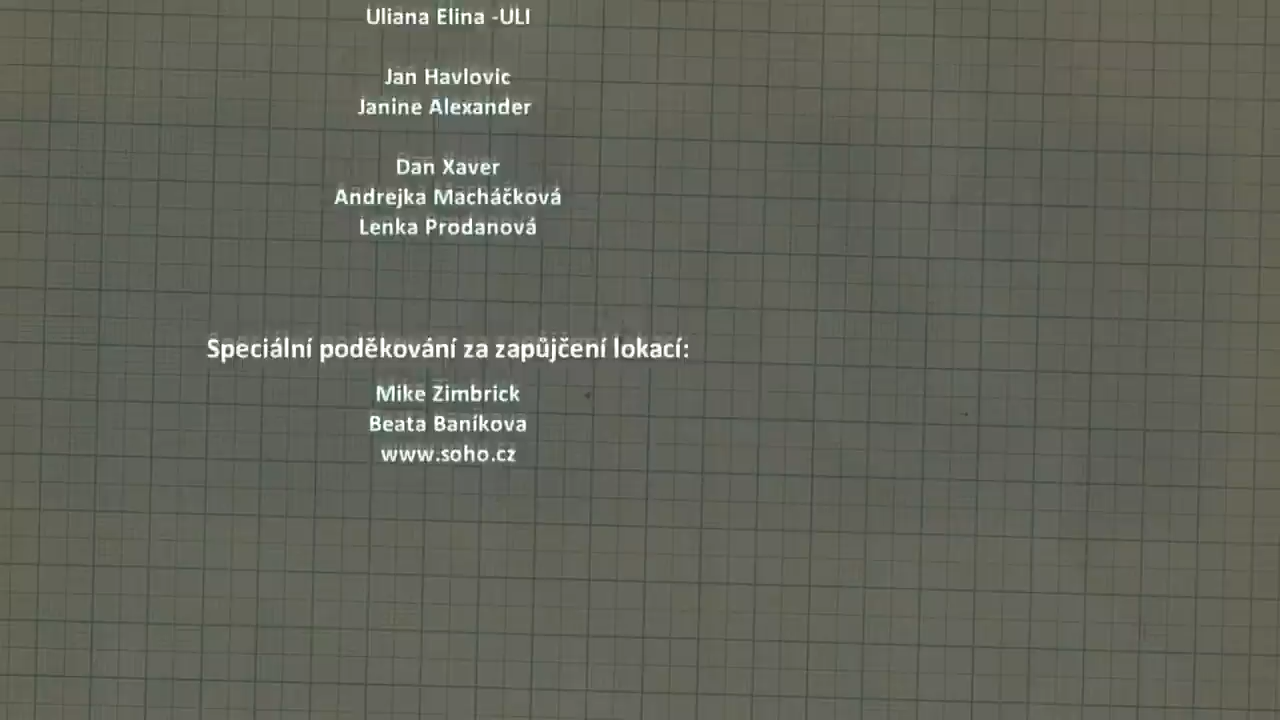 Uliana Elina -ULI
Jan Havlovic
Janine Alexander
Dan Xaver
Andrejka Macháčková
Lenka Prodanová
Speciální poděkování za zapůjčení lokací:
Mike Zimbrick
Beata Baníkova
www.soho.cz